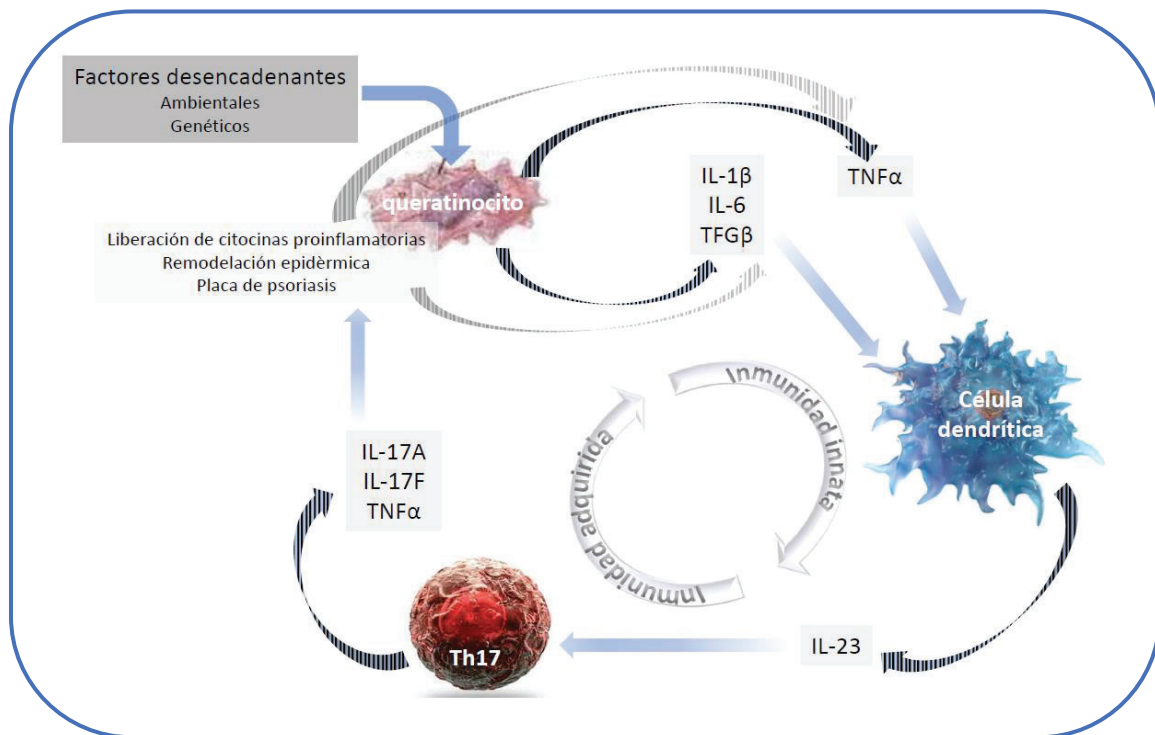 Factores desencadenantes
Ambientales
Genéticos
queratinocito
Liberación de citocinas proinflamatorias
Remodelación epidèrmica
Placa de psoriasis
IL-1β
IL-6
TFGβ
TNFα
Célula
dendrítica
Inmunidad innata
Inmunidad adquirida
IL-17A
IL-17F
TNFα
Th17
IL-23